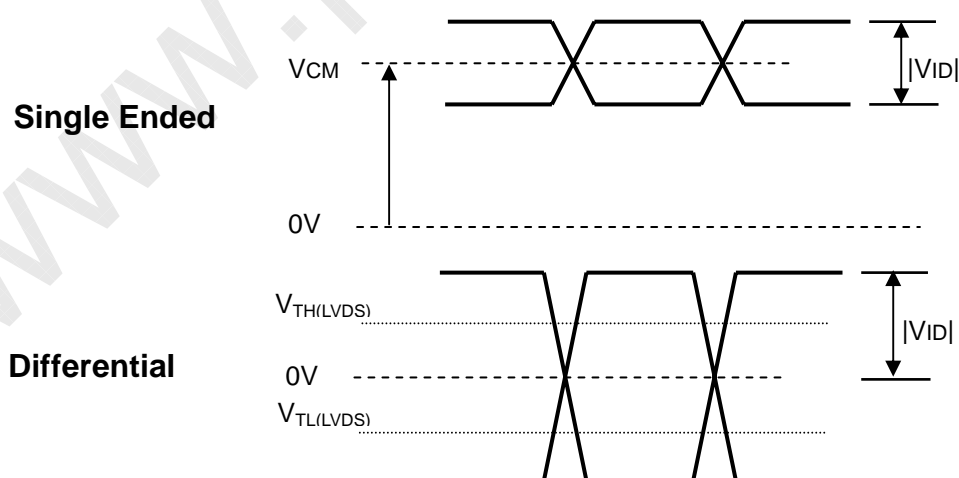 VCM
|VID|
Single Ended
0V
VTH(LVDS)
|VID|
Differential
0V
VTL(LVDS)